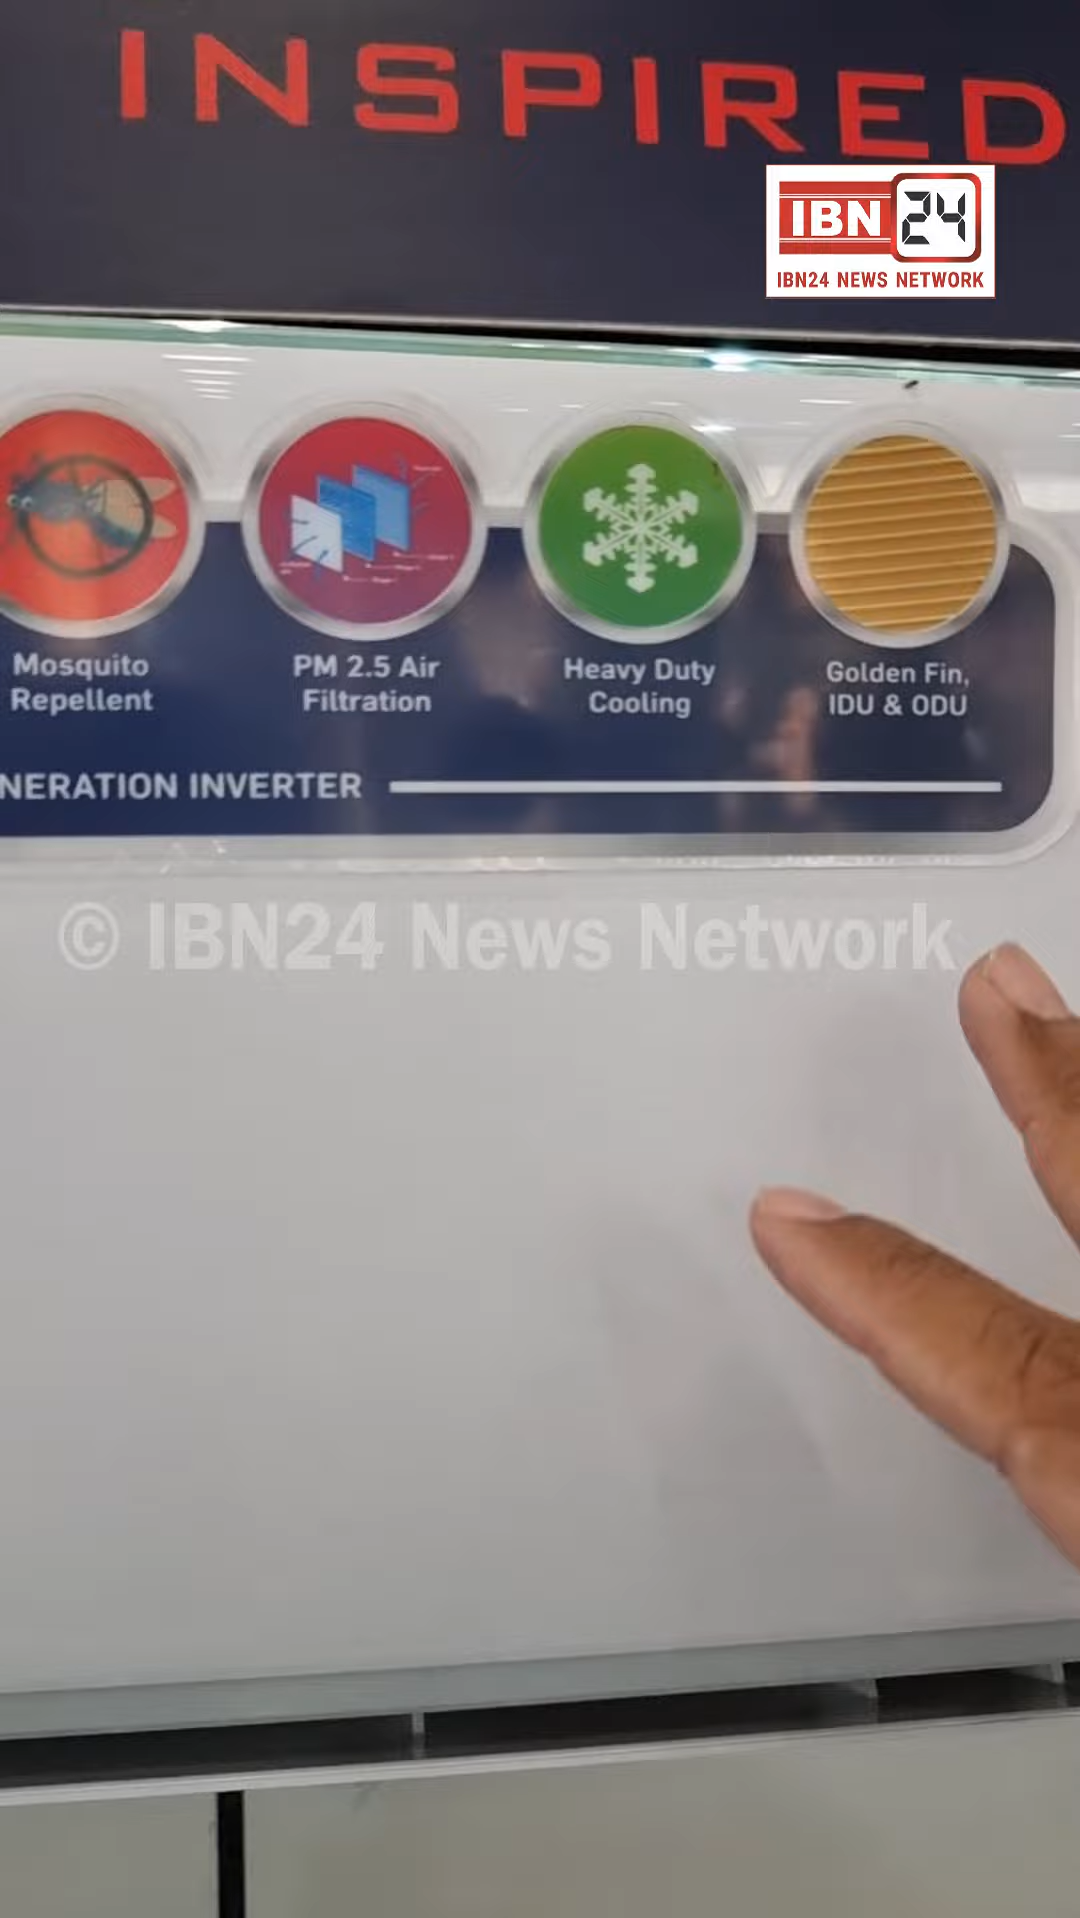 INSPIRED
IBN 24
IBN24 NEWS NETWORK
Mosquito
Repellent
PM 2.5 Air
Filtration
Heavy Duty
Cooling
Golden Fin,
IDU & ODU
NERATION INVERTER
© IBN24 News Network